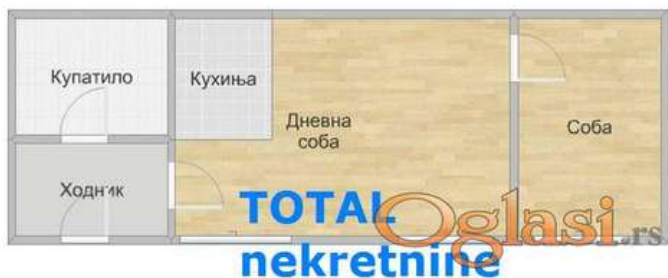 Купатило
Кухиња
Дневна
соба
Соба
Ходник
TOTAL
nekretnine
Oglasi.rs